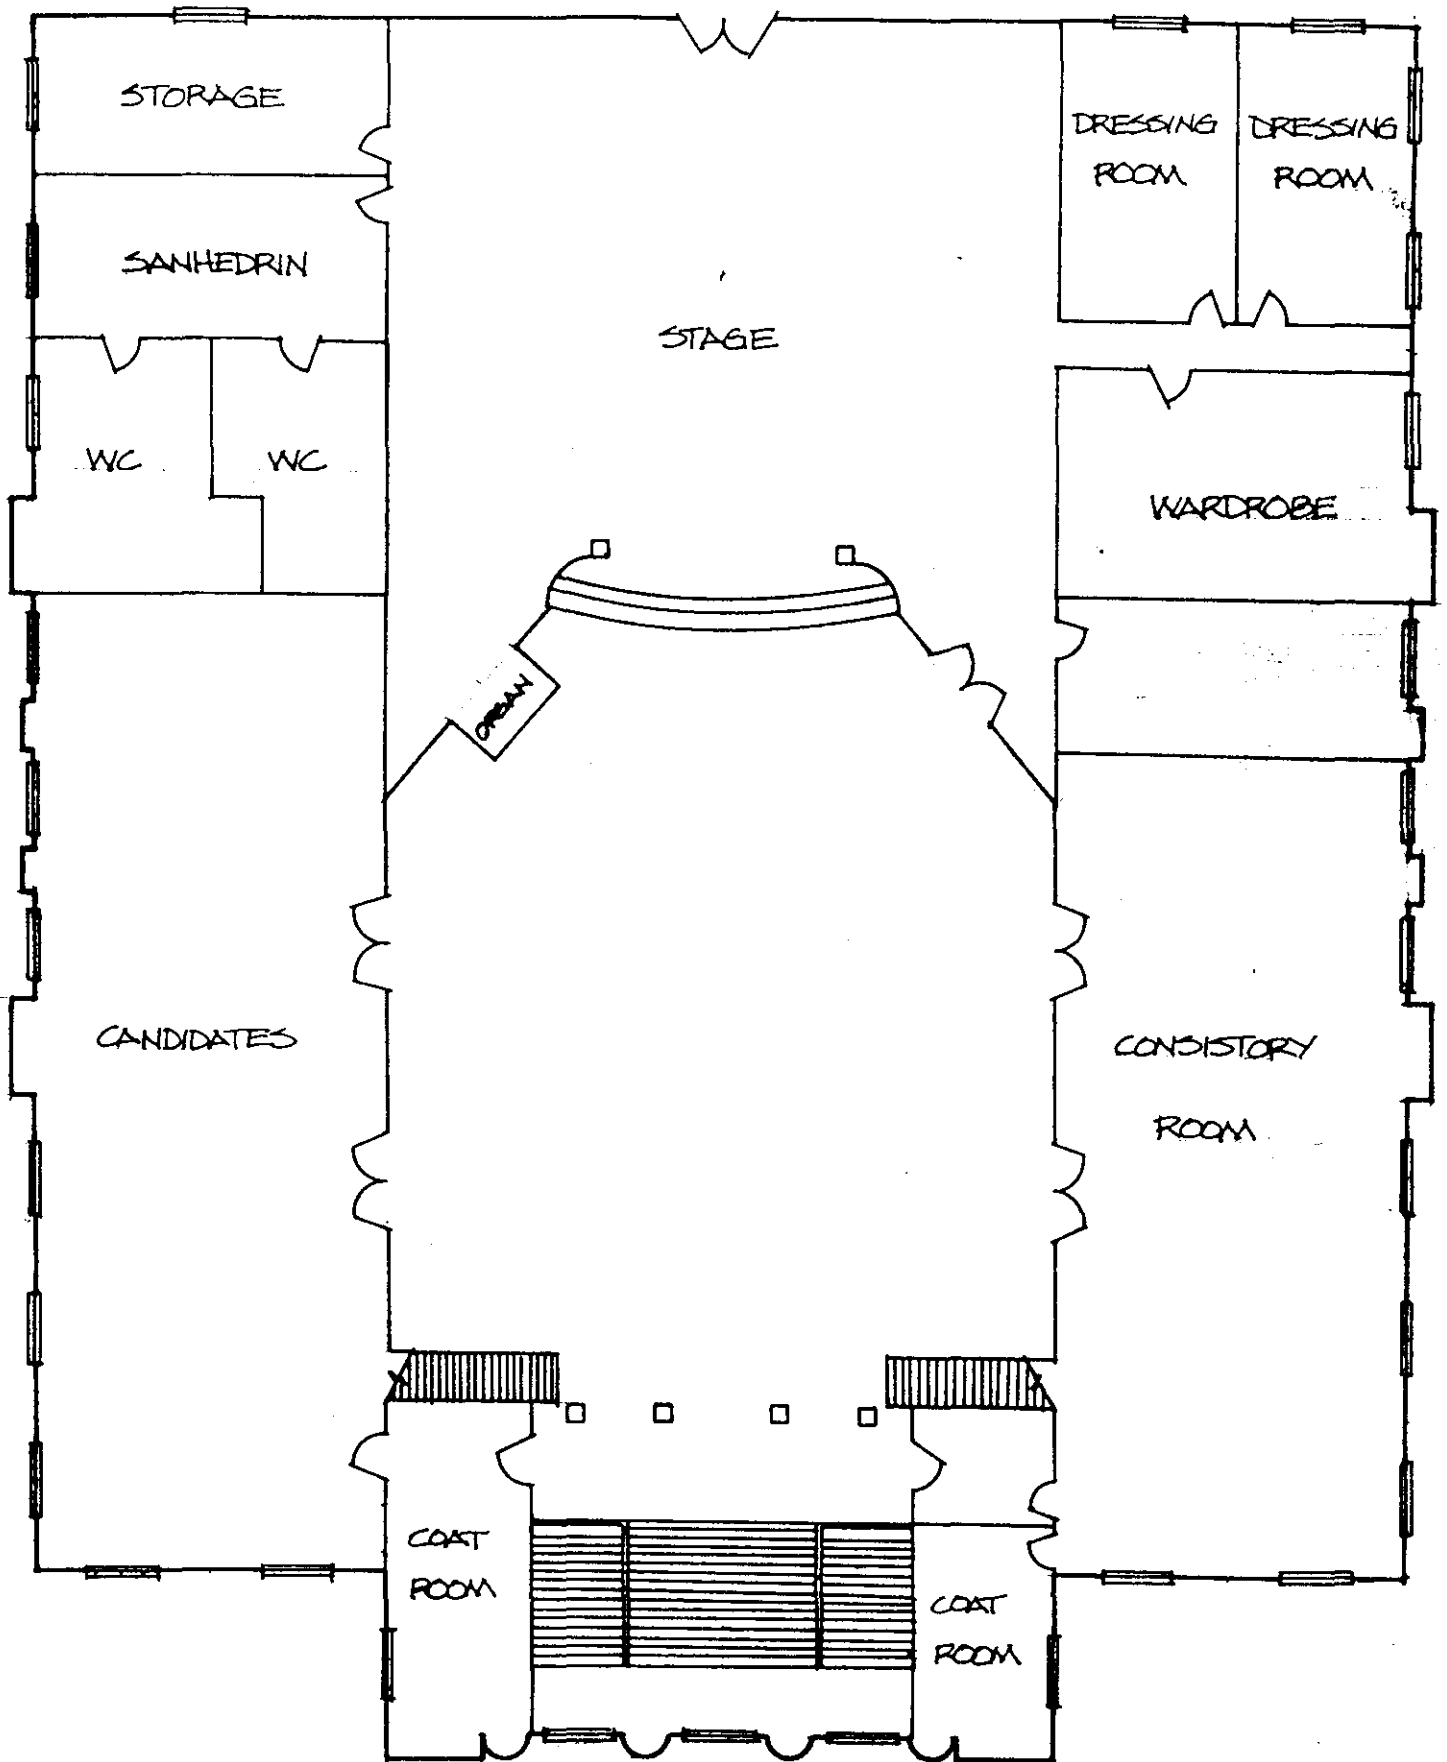 STORAGE
DRESSING
ROOM
DRESSING
ROOM
SANHEDRIN
STAGE
WC
WC
WARDROBE
ORGAN
CANDIDATES
CONSISTORY
ROOM
COAT
ROOM
COAT
ROOM